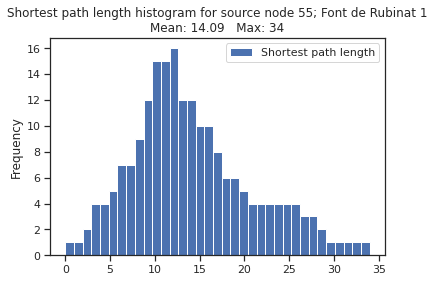 Shortest path length histogram for source node 55; Font de Rubinat 1
Mean: 14.09   Max: 34
Shortest path length
Frequency
16
14
12
10
8
6
4
2
0
0 5 10 15 20 25 30 35